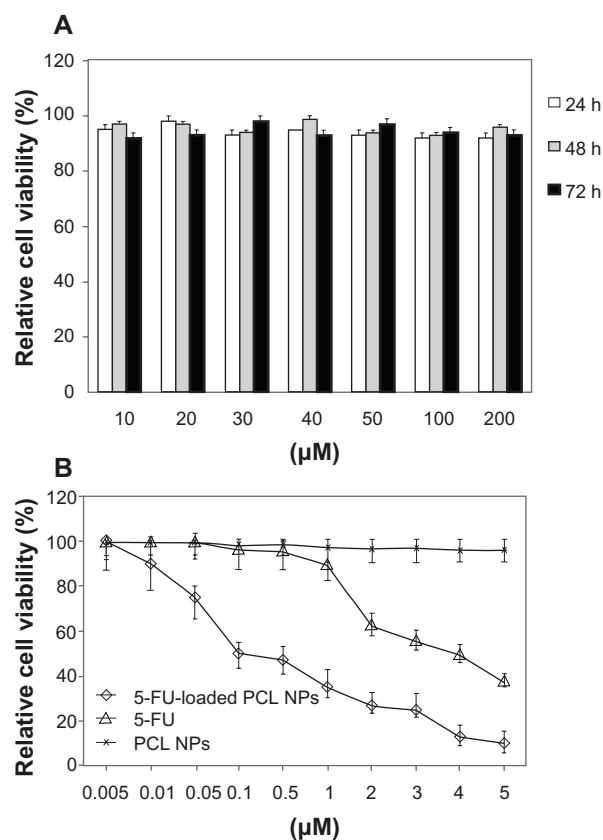 A
120
100
80
60
40
20
0
Relative cell viability (%)
10 20 30 40 50 100 200
(µM)
24 h
48 h
72 h
B
120
100
80
60
40
20
0
Relative cell viability (%)
5-FU-loaded PCL NPs
5-FU
PCL NPs
0.005 0.01 0.05 0.1 0.5 1 2 3 4 5
(µM)